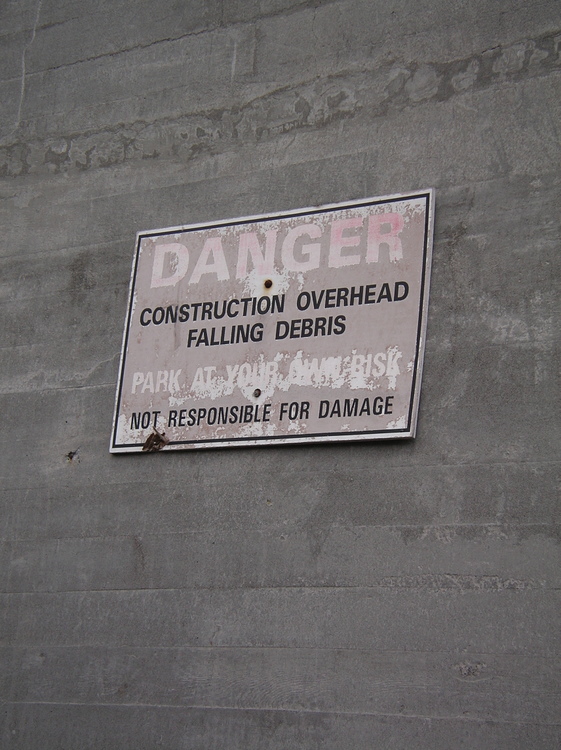 DANGER
CONSTRUCTION OVERHEAD
FALLING DEBRIS
PARK AT YOUR OWN RISK
NOT RESPONSIBLE FOR DAMAGE